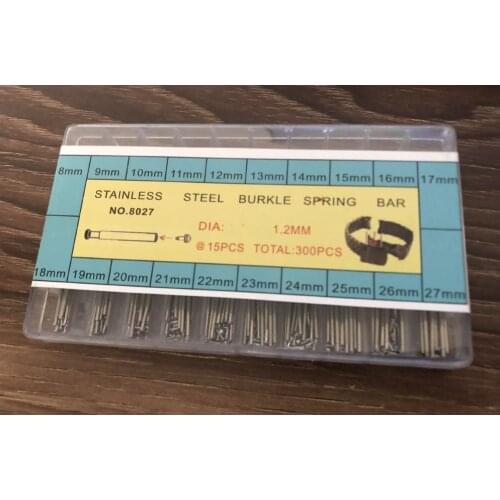 8mm 9mm 10mm 11mm 12mm 13mm 14mm 15mm 16mm 17mm
STAINLESS STEEL BURKLE SPRING BAR
NO.8027
DIA: 1.2MM
@15PCS TOTAL:300PCS
18mm 19mm 20mm 21mm 22mm 23mm 24mm 25mm 26mm 27mm